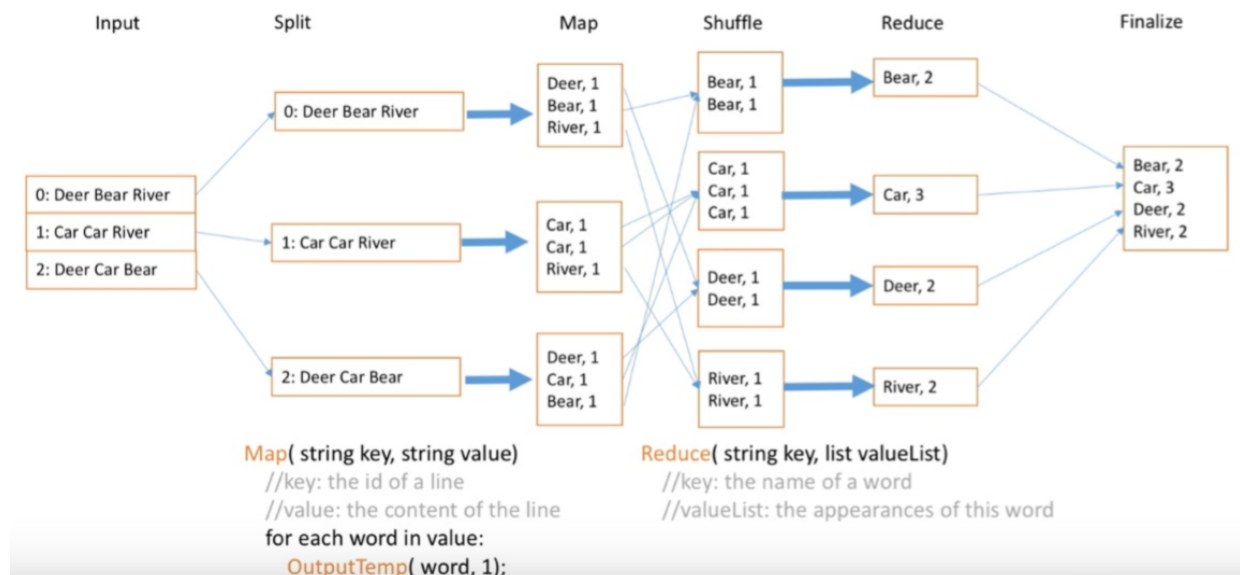 Input
Split
Map
Shuffle
Reduce
Finalize
0: Deer Bear River
1: Car Car River
2: Deer Car Bear
0: Deer Bear River
1: Car Car River
2: Deer Car Bear
Deer, 1
Bear, 1
River, 1
Car, 1
Car, 1
River, 1
Deer, 1
Car, 1
Bear, 1
Bear, 1
Bear, 1
Car, 1
Car, 1
Car, 1
Deer, 1
Deer, 1
River, 1
River, 1
Bear, 2
Car, 3
Deer, 2
River, 2
Bear, 2
Car, 3
Deer, 2
River, 2
Map( string key, string value)
//key: the id of a line
//value: the content of the line
for each word in value:
OutputTemp( word, 1);
Reduce( string key, list valueList)
//key: the name of a word
//valueList: the appearances of this word